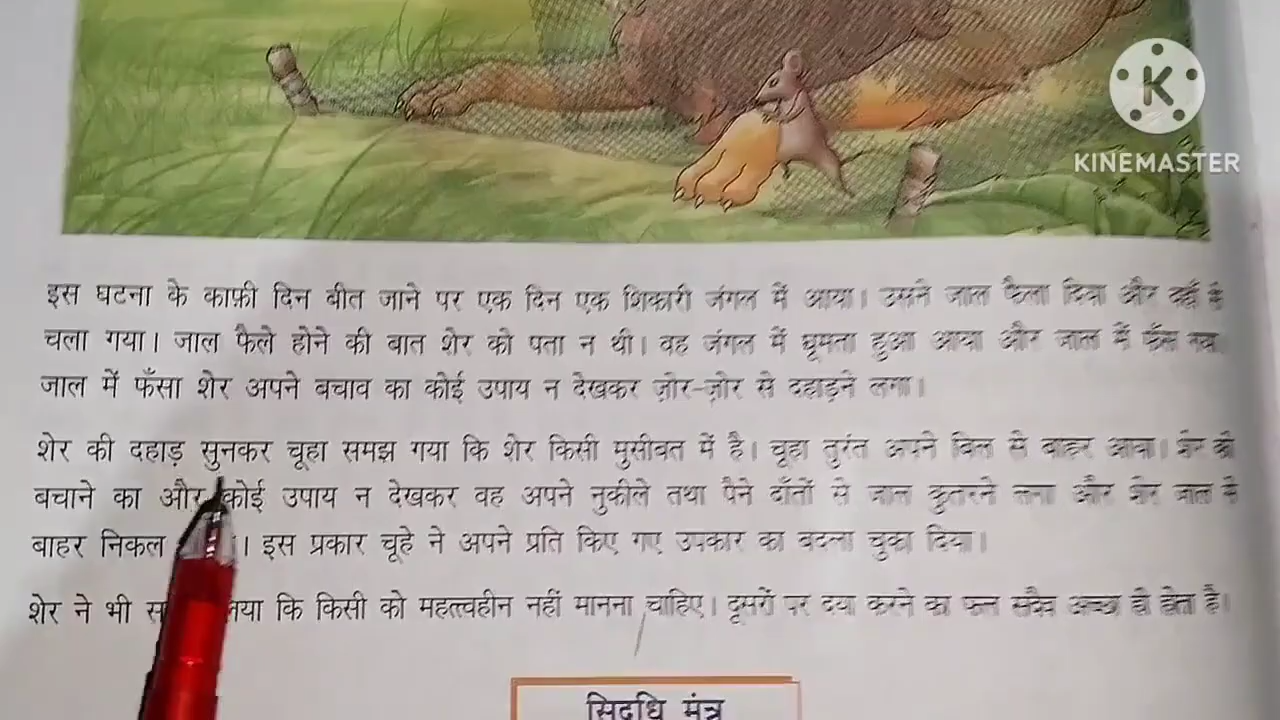 KINEMASTER
इस घटना के काफ़ी दिन बीत जाने पर एक दिन एक शिकारी जंगल में आया। उसने जाल फैला दिया और वहाँ से
चला गया। जाल फैले होने की बात शेर को पता न थी। वह जंगल में घूमता हुआ आया और जाल में फँस गया।
जाल में फँसा शेर अपने बचाव का कोई उपाय न देखकर ज़ोर-ज़ोर से दहाड़ने लगा।
शेर की दहाड़ सुनकर चूहा समझ गया कि शेर किसी मुसीबत में है। चूहा तुरंत अपने बिल से बाहर आया। शेर को
बचाने का और कोई उपाय न देखकर वह अपने नुकीले तथा पैने दाँतों से जाल कुतरने लगा और शेर जाल से
बाहर निकल । इस प्रकार चूहे ने अपने प्रति किए गए उपकार का बदला चुका दिया।
शेर ने भी कि किसी को महत्त्वहीन नहीं मानना चाहिए। दूसरों पर दया करने का फल सदैव अच्छा ही होता है।
सिद्धि मंत्र